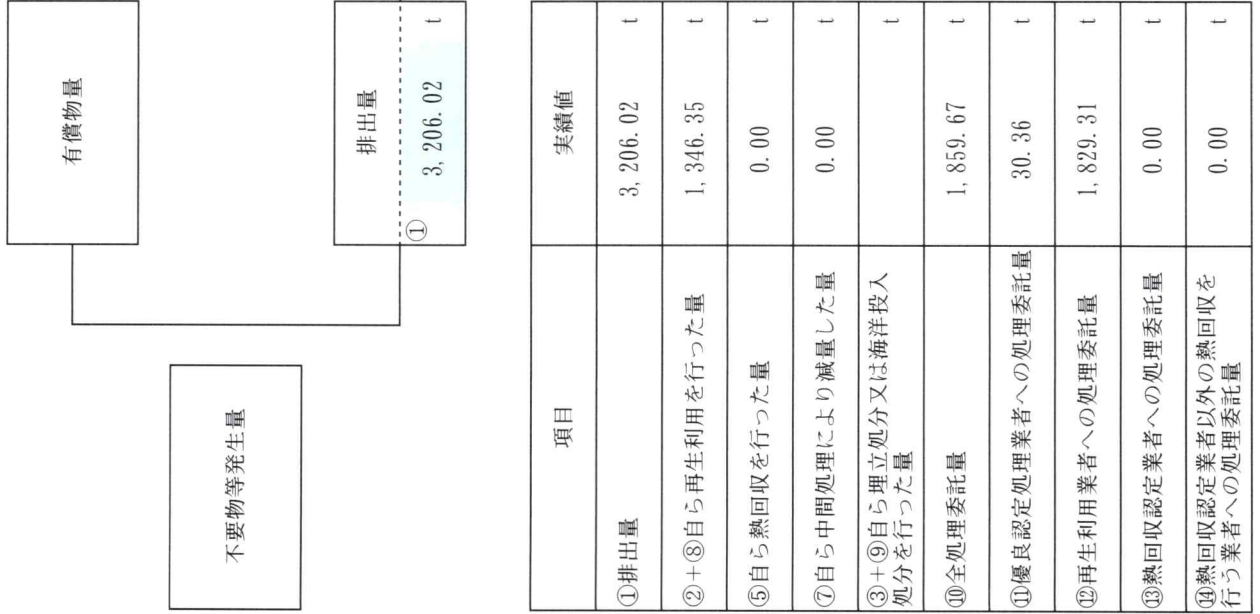 有償物量
不要物等発生量
排出量
① 3,206.02 t
項目 実績値
①排出量 3,206.02 t
②+⑧自ら再生利用を行った量 1,346.35 t
⑤自ら熱回収を行った量 0.00 t
⑦自ら中間処理により減量した量 0.00 t
③+⑨自ら埋立処分又は海洋投入
処分を行った量 t
⑩全処理委託量 1,859.67 t
⑪優良認定処理業者への処理委託量 30.36 t
⑫再生利用業者への処理委託量 1,829.31 t
⑬熱回収認定業者への処理委託量 0.00 t
⑭熱回収認定業者以外の熱回収を
行う業者への処理委託量 0.00 t